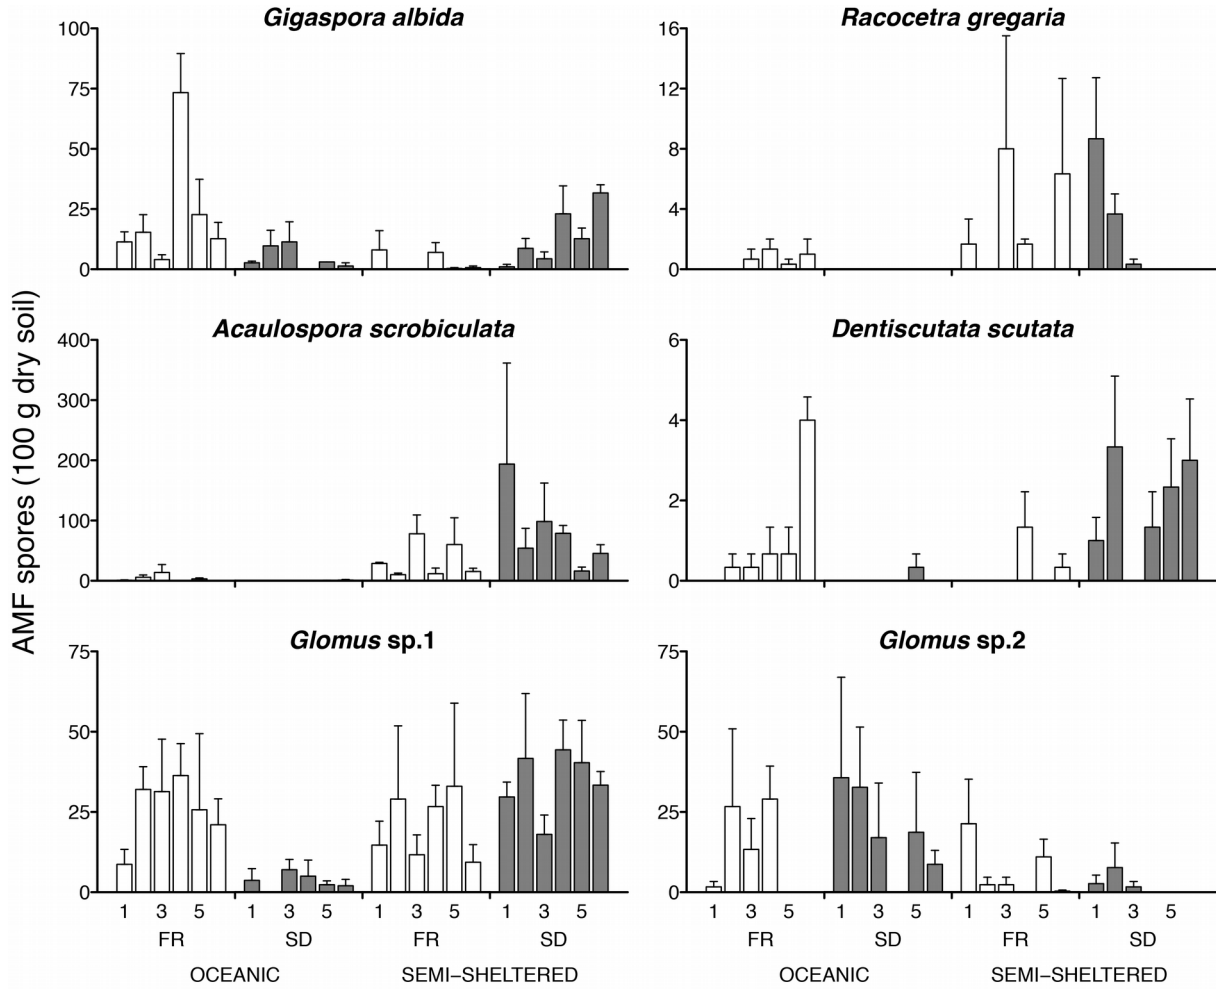 Gigaspora albida
Racocetra gregaria
100
75
50
25
0
16
12
8
4
0
Acaulospora scrobiculata
Dentiscutata scutata
400
300
200
100
0
6
4
2
0
AMF spores (100 g dry soil)
Glomus sp.1
Glomus sp.2
75
50
25
0
75
50
25
0
1 3 5 1 3 5 1 3 5 1 3 5
FR SD FR SD
OCEANIC SEMI–SHELTERED
1 3 5 1 3 5 1 3 5 1 3 5
FR SD FR SD
OCEANIC SEMI–SHELTERED